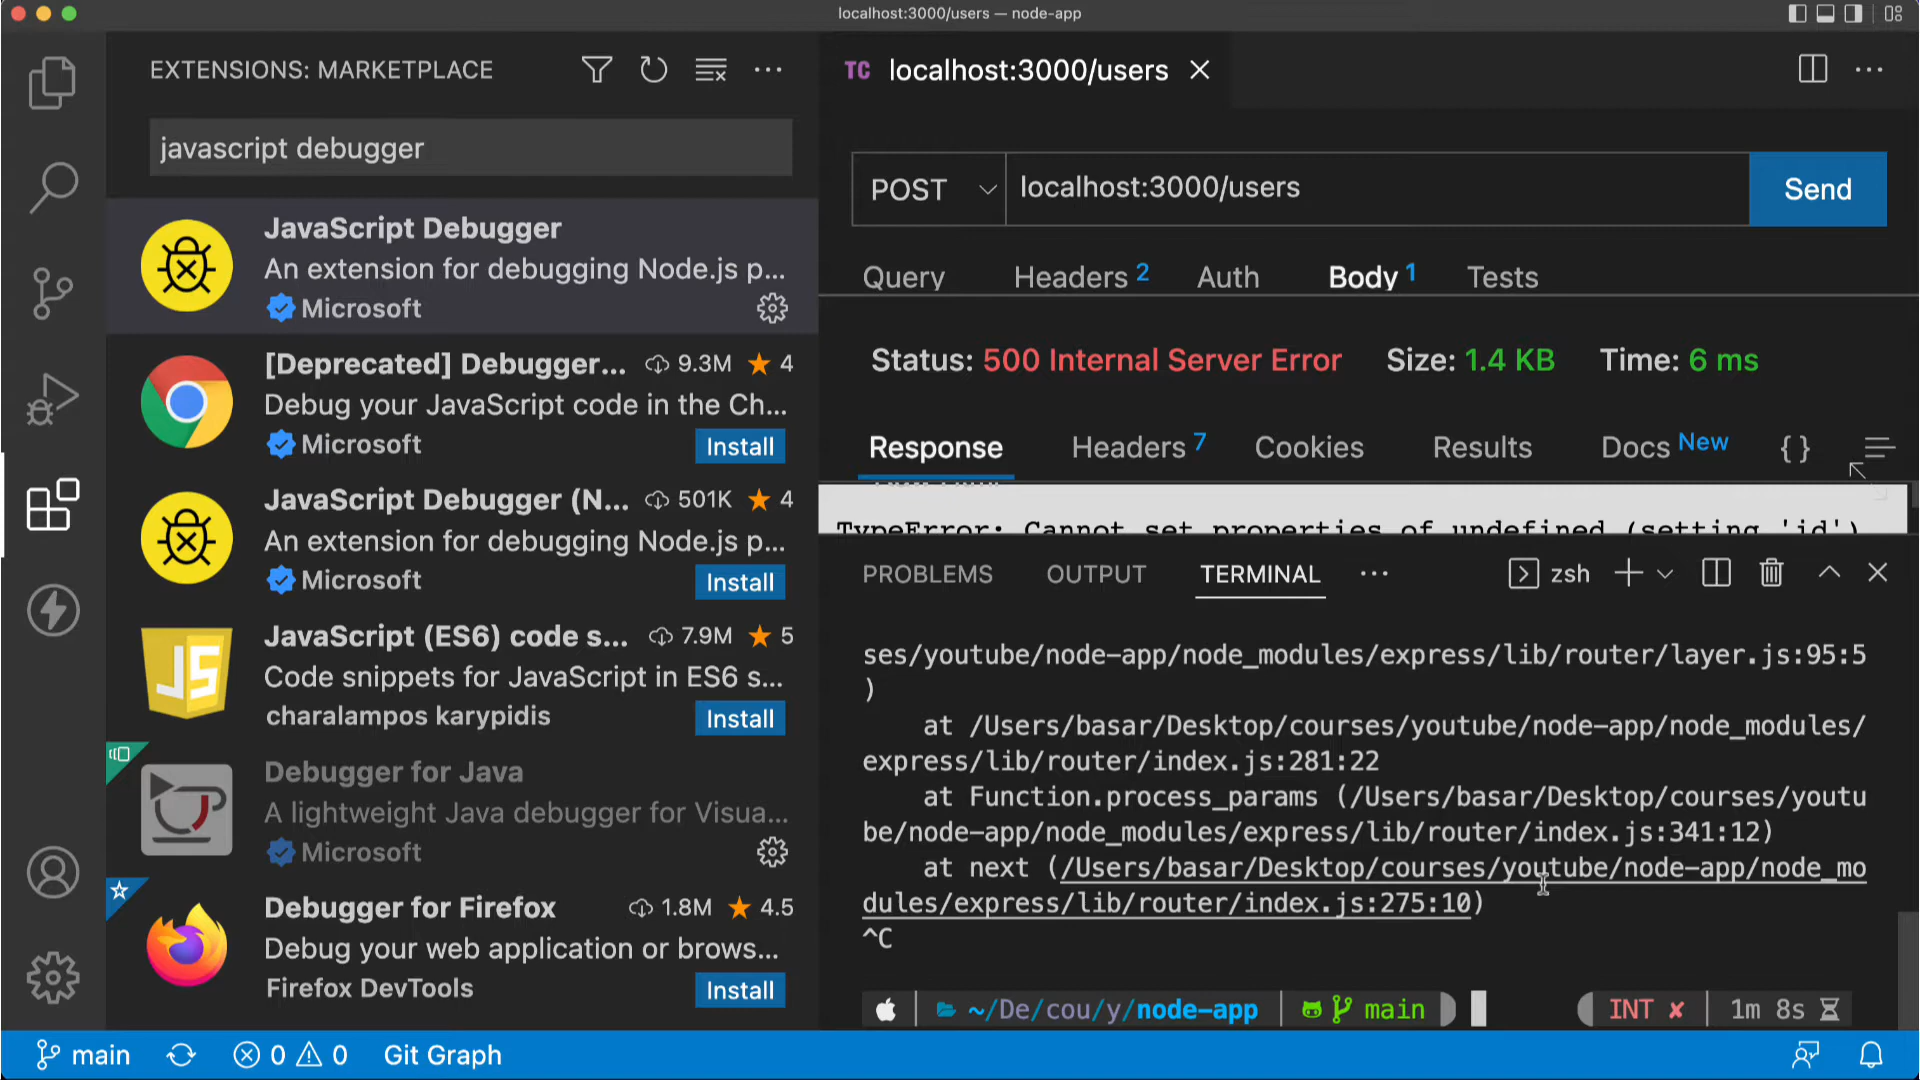 localhost:3000/users — node-app
EXTENSIONS: MARKETPLACE
javascript debugger
JavaScript Debugger
An extension for debugging Node.js p...
Microsoft
[Deprecated] Debugger... 9.3M ★ 4
Debug your JavaScript code in the Ch...
Microsoft Install
JavaScript Debugger (N... 501K ★ 4
An extension for debugging Node.js p...
Microsoft Install
JS
JavaScript (ES6) code s... 7.9M ★ 5
Code snippets for JavaScript in ES6 s...
charalampos karypidis Install
Debugger for Java
A lightweight Java debugger for Visua...
Microsoft
Debugger for Firefox 1.8M ★ 4.5
Debug your web application or brows...
Firefox DevTools Install
TC localhost:3000/users
POST localhost:3000/users Send
Query Headers 2 Auth Body 1 Tests
Status: 500 Internal Server Error Size: 1.4 KB Time: 6 ms
Response Headers 7 Cookies Results Docs New {}
TypeError: Cannot set properties of undefined (setting 'id')
PROBLEMS OUTPUT TERMINAL ... zsh
ses/youtube/node-app/node_modules/express/lib/router/layer.js:95:5
)
at /Users/basar/Desktop/courses/youtube/node-app/node_modules/
express/lib/router/index.js:281:22
at Function.process_params (/Users/basar/Desktop/courses/youtu
be/node-app/node_modules/express/lib/router/index.js:341:12)
at next (/Users/basar/Desktop/courses/youtube/node-app/node_mo
dules/express/lib/router/index.js:275:10)
^C
~/De/cou/y/node-app main INT ✘ 1m 8s
main 0 0 Git Graph